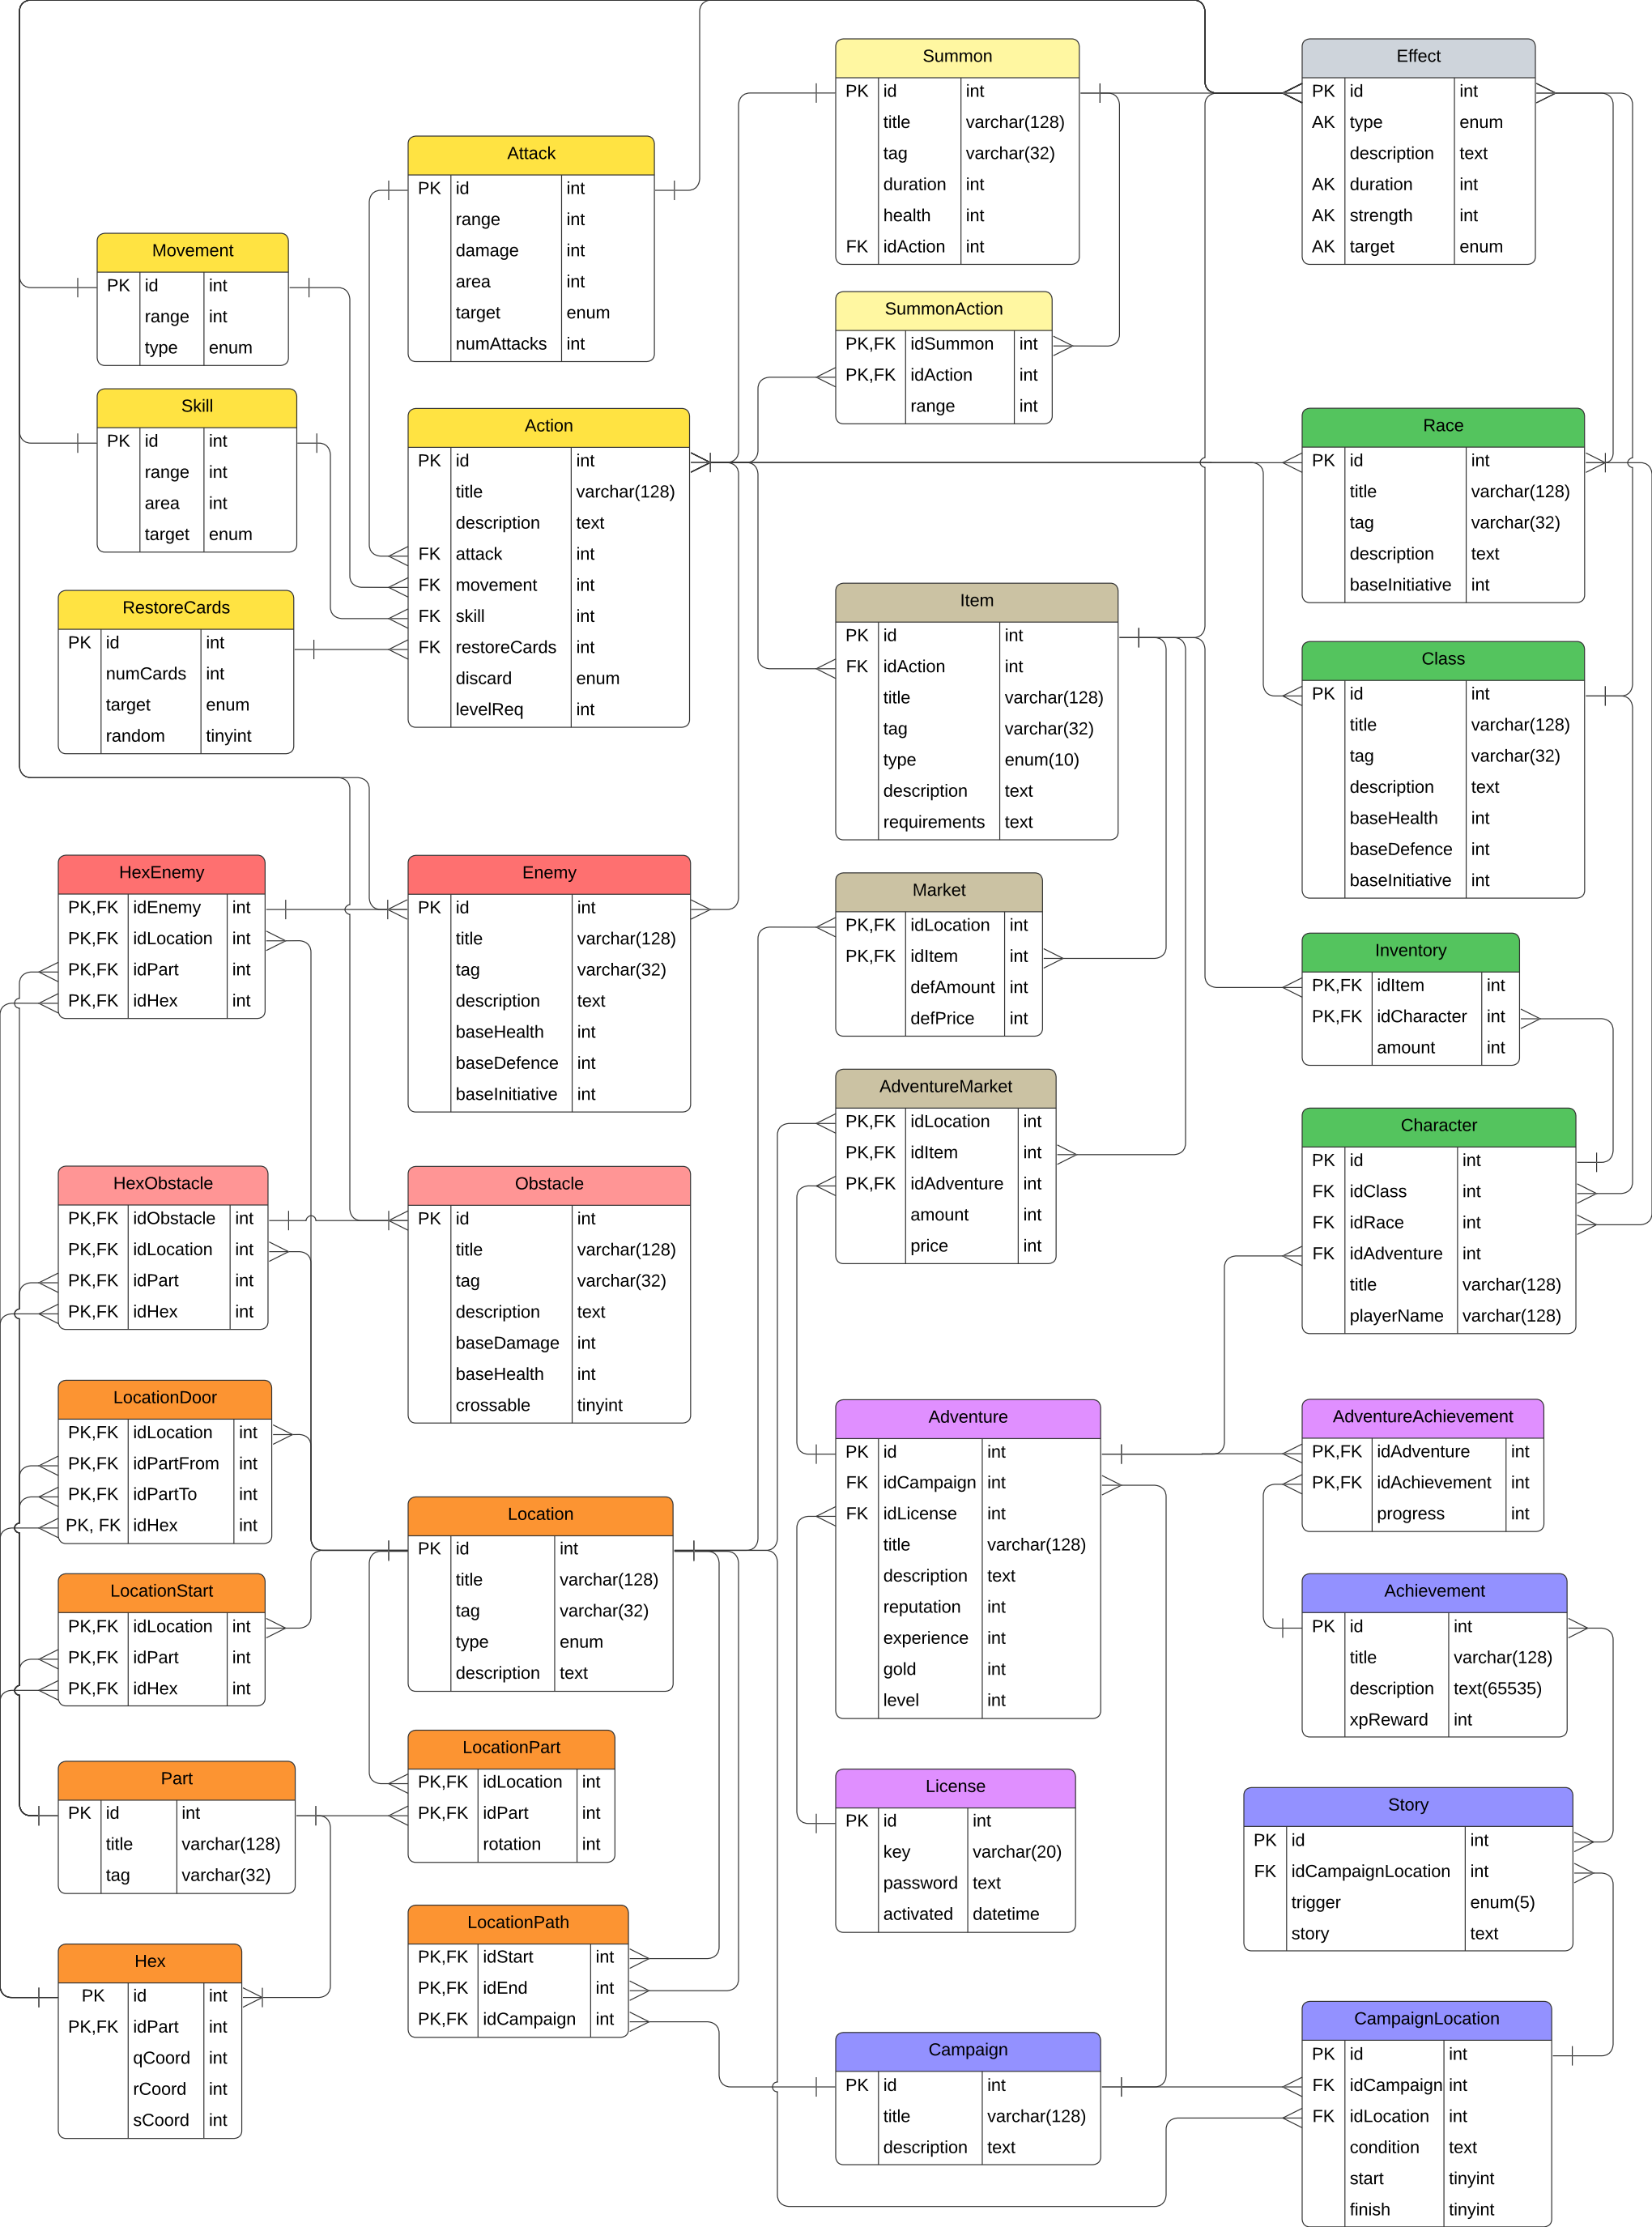 Summon
PK id int
title varchar(128)
tag varchar(32)
duration int
health int
FK idAction int
Effect
PK id int
AK type enum
description text
AK duration int
AK strength int
AK target enum
Attack
PK id int
range int
damage int
area int
target enum
numAttacks int
Movement
PK id int
range int
type enum
SummonAction
PK,FK idSummon int
PK,FK idAction int
range int
Skill
PK id int
range int
area int
target enum
Action
PK id int
title varchar(128)
description text
FK attack int
FK movement int
FK skill int
FK restoreCards int
discard enum
levelReq int
Race
PK id int
title varchar(128)
tag varchar(32)
description text
baseInitiative int
RestoreCards
PK id int
numCards int
target enum
random tinyint
Item
PK id int
FK idAction int
title varchar(128)
tag varchar(32)
type enum(10)
description text
requirements text
Class
PK id int
title varchar(128)
tag varchar(32)
description text
baseHealth int
baseDefence int
baseInitiative int
HexEnemy
PK,FK idEnemy int
PK,FK idLocation int
PK,FK idPart int
PK,FK idHex int
Enemy
PK id int
title varchar(128)
tag varchar(32)
description text
baseHealth int
baseDefence int
baseInitiative int
Market
PK,FK idLocation int
PK,FK idItem int
defAmount int
defPrice int
Inventory
PK,FK idItem int
PK,FK idCharacter int
amount int
AdventureMarket
PK,FK idLocation int
PK,FK idItem int
PK,FK idAdventure int
amount int
price int
Character
PK id int
FK idClass int
FK idRace int
FK idAdventure int
title varchar(128)
playerName varchar(128)
HexObstacle
PK,FK idObstacle int
PK,FK idLocation int
PK,FK idPart int
PK,FK idHex int
Obstacle
PK id int
title varchar(128)
tag varchar(32)
description text
baseDamage int
baseHealth int
crossable tinyint
LocationDoor
PK,FK idLocation int
PK,FK idPartFrom int
PK,FK idPartTo int
PK, FK idHex int
Adventure
PK id int
FK idCampaign int
FK idLicense int
title varchar(128)
description text
reputation int
experience int
gold int
level int
AdventureAchievement
PK,FK idAdventure int
PK,FK idAchievement int
progress int
Location
PK id int
title varchar(128)
tag varchar(32)
type enum
description text
LocationStart
PK,FK idLocation int
PK,FK idPart int
PK,FK idHex int
Achievement
PK id int
title varchar(128)
description text(65535)
xpReward int
LocationPart
PK,FK idLocation int
PK,FK idPart int
rotation int
Part
PK id int
title varchar(128)
tag varchar(32)
License
PK id int
key varchar(20)
password text
activated datetime
Story
PK id int
FK idCampaignLocation int
trigger enum(5)
story text
LocationPath
PK,FK idStart int
PK,FK idEnd int
PK,FK idCampaign int
Hex
PK id int
PK,FK idPart int
qCoord int
rCoord int
sCoord int
Campaign
PK id int
title varchar(128)
description text
CampaignLocation
PK id int
FK idCampaign int
FK idLocation int
condition text
start tinyint
finish tinyint